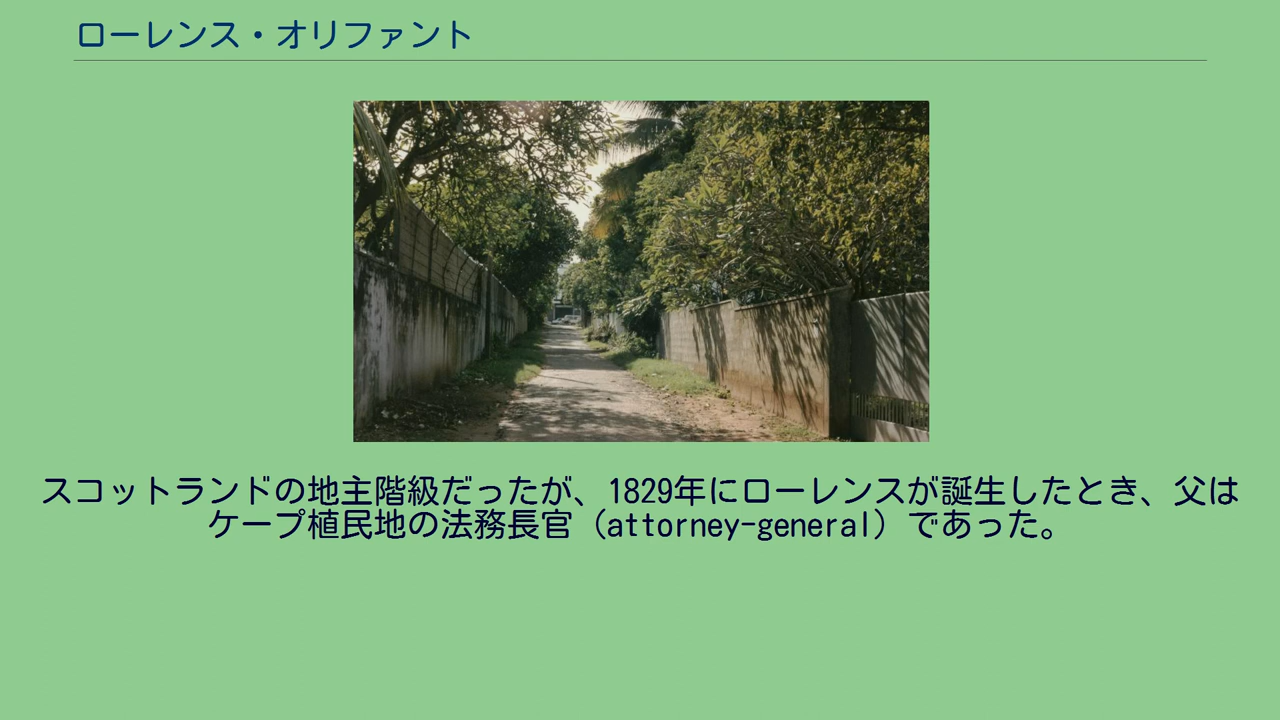 ローレンス・オリファント
スコットランドの地主階級だったが、1829年にローレンスが誕生したとき、父は
ケープ植民地の法務長官（attorney-general）であった。